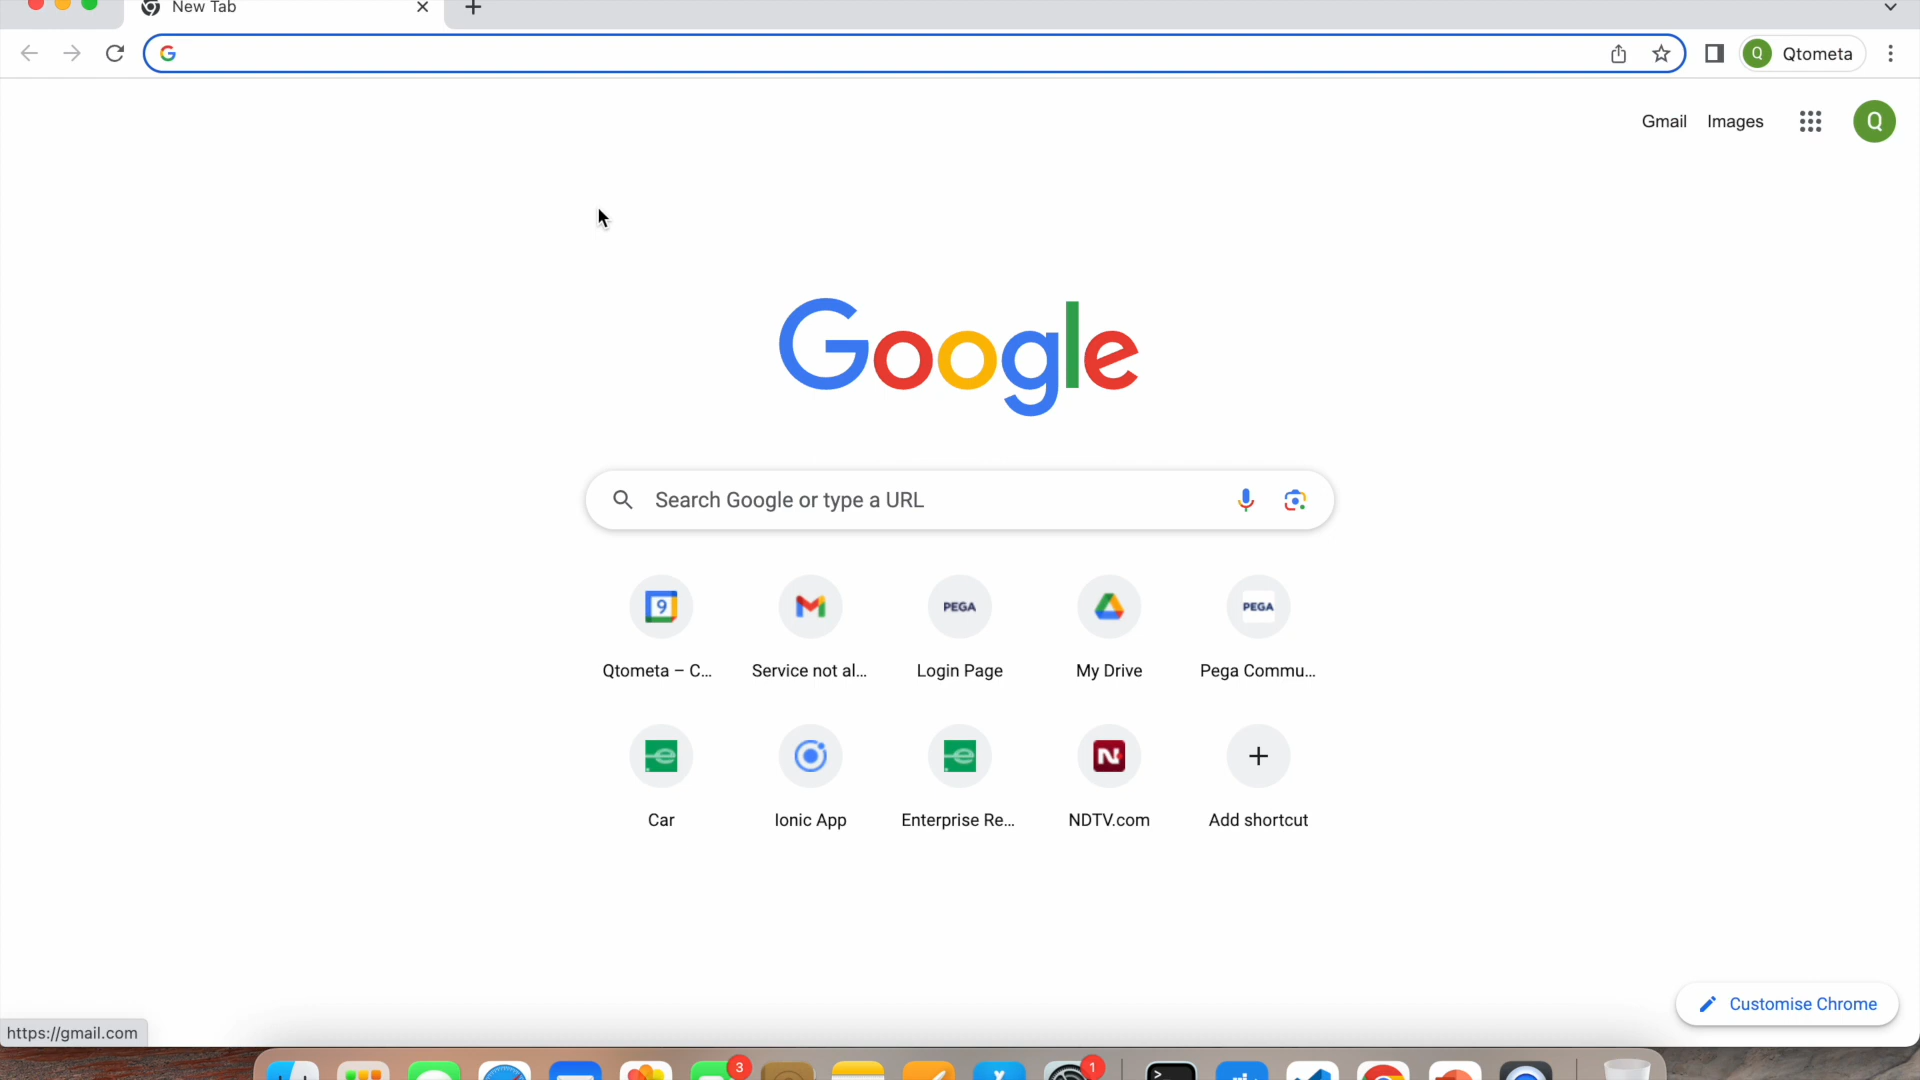 New Tab
Qtometa
Gmail Images
Q
Google
Search Google or type a URL
9
PEGA
PEGA
Qtometa – C...
Service not al...
Login Page
My Drive
Pega Commu...
Car
Ionic App
Enterprise Re...
NDTV.com
Add shortcut
Customise Chrome
https://gmail.com
3
1